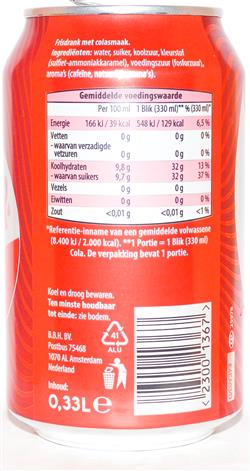 Frisdrank met colasmaak.
Ingrediënten: water, suiker, koolzuur, kleurstof
(sulfiet-ammoniakkaramel), voedingszuur (fosforzuur),
aroma's (cafeïne, natuurlijke aroma's).
Gemiddelde voedingswaarde
Per 100 ml 1 Blik (330 ml)** % (330 ml)*
Energie 166 kJ / 39 kcal 548 kJ / 129 kcal 6,5 %
Vetten 0 g 0 g
- waarvan verzadigde
vetzuren 0 g 0 g
Koolhydraten 9,8 g 32 g 13 %
- waarvan suikers 9,7 g 32 g 37 %
Vezels 0 g 0 g
Eiwitten 0 g 0 g
Zout <0,01 g <0,01 g <1 %
*Referentie-inname van een gemiddelde volwassene
(8.400 kJ / 2.000 kcal). **1 Portie = 1 Blik (330 ml)
Cola. De verpakking bevat 1 portie.
Koel en droog bewaren.
Ten minste houdbaar
tot einde: zie bodem.
B.B.H. BV.
Postbus 75468
1070 AL Amsterdam
Nederland
41
ALU
Inhoud:
0,33L e
< 2300 1367 >